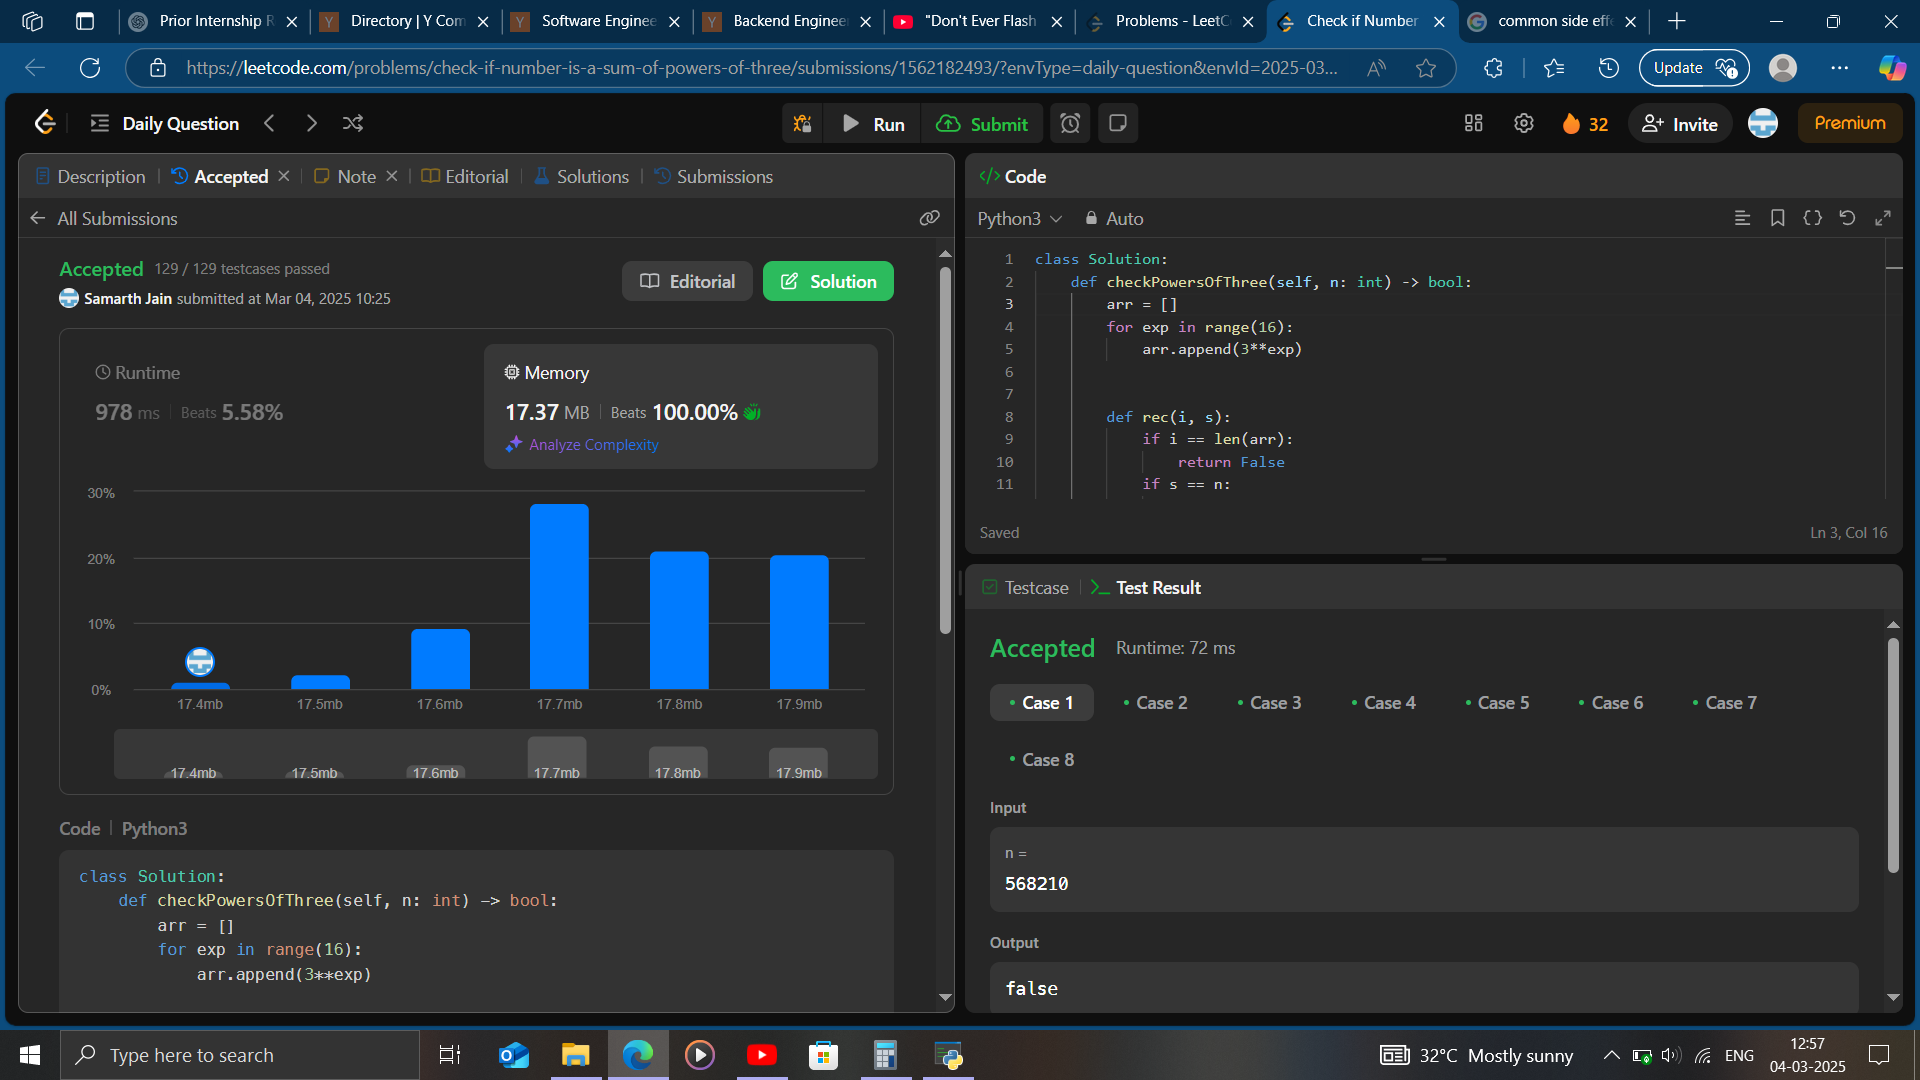 Prior Internship R
Directory | Y Com
Software Enginee
Backend Engineer
"Don't Ever Flash
Problems - LeetC
Check if Number
common side effe
https://leetcode.com/problems/check-if-number-is-a-sum-of-powers-of-three/submissions/1562182493/?envType=daily-question&envId=2025-03...
Update
Daily Question
Run
Submit
32
Invite
Premium
Description
Accepted
Note
Editorial
Solutions
Submissions
All Submissions
Accepted 129 / 129 testcases passed
Samarth Jain submitted at Mar 04, 2025 10:25
Editorial
Solution
Runtime
978 ms | Beats 5.58%
Memory
17.37 MB | Beats 100.00%
Analyze Complexity
30%
20%
10%
0%
17.4mb 17.5mb 17.6mb 17.7mb 17.8mb 17.9mb
17.4mb 17.5mb 17.6mb 17.7mb 17.8mb 17.9mb
Code | Python3
class Solution:
    def checkPowersOfThree(self, n: int) -> bool:
        arr = []
        for exp in range(16):
            arr.append(3**exp)
</> Code
Python3
Auto
1 class Solution:
2     def checkPowersOfThree(self, n: int) -> bool:
3         arr = []
4         for exp in range(16):
5             arr.append(3**exp)
6
7
8         def rec(i, s):
9             if i == len(arr):
10                 return False
11             if s == n:
Saved
Ln 3, Col 16
Testcase
>_ Test Result
Accepted Runtime: 72 ms
• Case 1 • Case 2 • Case 3 • Case 4 • Case 5 • Case 6 • Case 7
• Case 8
Input
n =
568210
Output
false
Type here to search
32°C Mostly sunny
ENG
12:57
04-03-2025